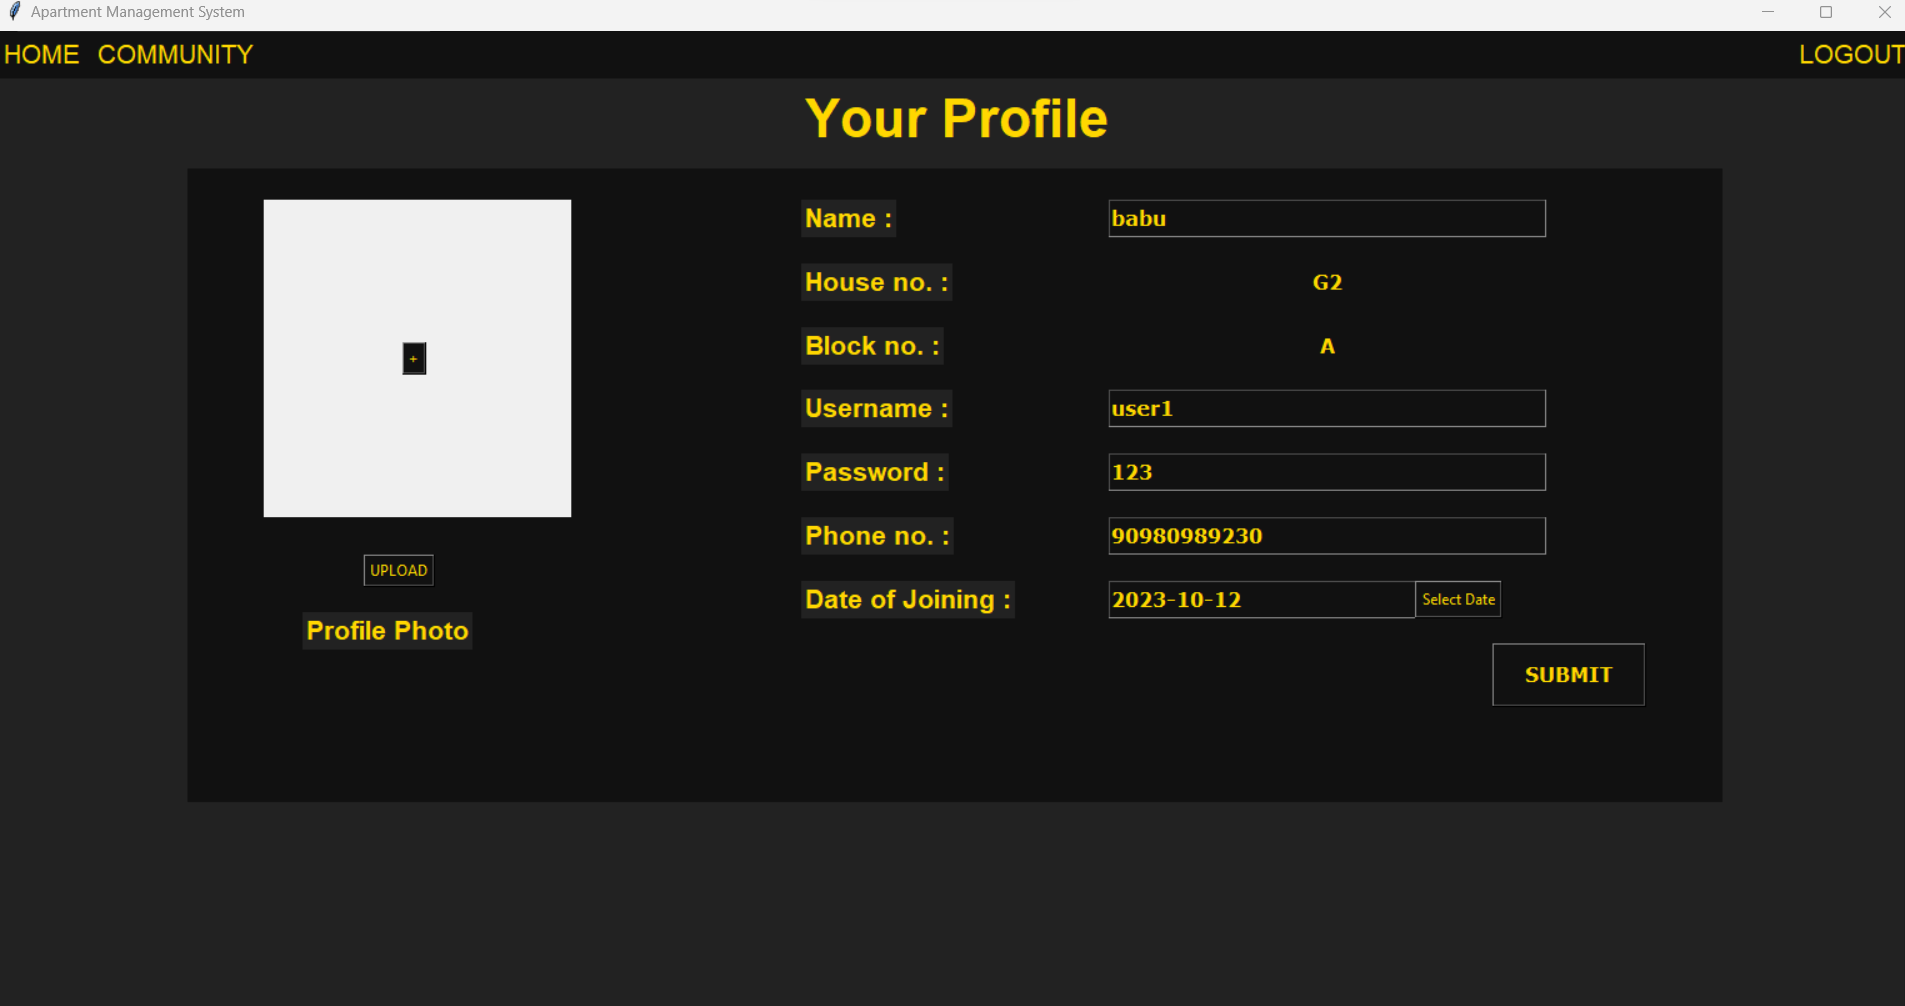 Apartment Management System
HOME COMMUNITY LOGOUT
Your Profile
+
UPLOAD
Profile Photo
Name : babu
House no. : G2
Block no. : A
Username : user1
Password : 123
Phone no. : 90980989230
Date of Joining : 2023-10-12 Select Date
SUBMIT